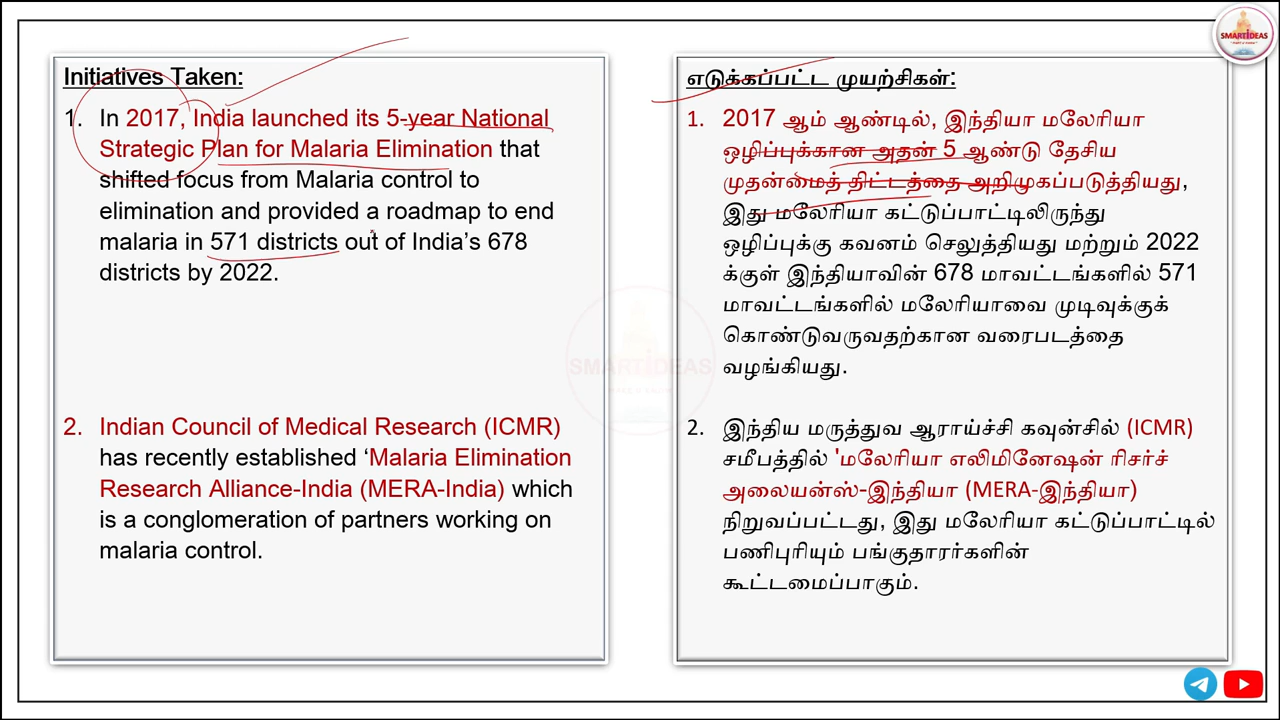 SMARTIDEAS
Initiatives Taken:
1. In 2017, India launched its 5-year National
Strategic Plan for Malaria Elimination that
shifted focus from Malaria control to
elimination and provided a roadmap to end
malaria in 571 districts out of India’s 678
districts by 2022.
2. Indian Council of Medical Research (ICMR)
has recently established ‘Malaria Elimination
Research Alliance-India (MERA-India) which
is a conglomeration of partners working on
malaria control.
எடுக்கப்பட்ட முயற்சிகள்:
1. 2017 ஆம் ஆண்டில், இந்தியா மலேரியா
ஒழிப்புக்கான அதன் 5 ஆண்டு தேசிய
முதன்மைத் திட்டத்தை அறிமுகப்படுத்தியது,
இது மலேரியா கட்டுப்பாட்டிலிருந்து
ஒழிப்புக்கு கவனம் செலுத்தியது மற்றும் 2022
க்குள் இந்தியாவின் 678 மாவட்டங்களில் 571
மாவட்டங்களில் மலேரியாவை முடிவுக்குக்
கொண்டுவருவதற்கான வரைபடத்தை
வழங்கியது.
2. இந்திய மருத்துவ ஆராய்ச்சி கவுன்சில் (ICMR)
சமீபத்தில் 'மலேரியா எலிமினேஷன் ரிசர்ச்
அலையன்ஸ்-இந்தியா (MERA-இந்தியா)
நிறுவப்பட்டது, இது மலேரியா கட்டுப்பாட்டில்
பணிபுரியும் பங்குதாரர்களின்
கூட்டமைப்பாகும்.
SMARTIDEAS